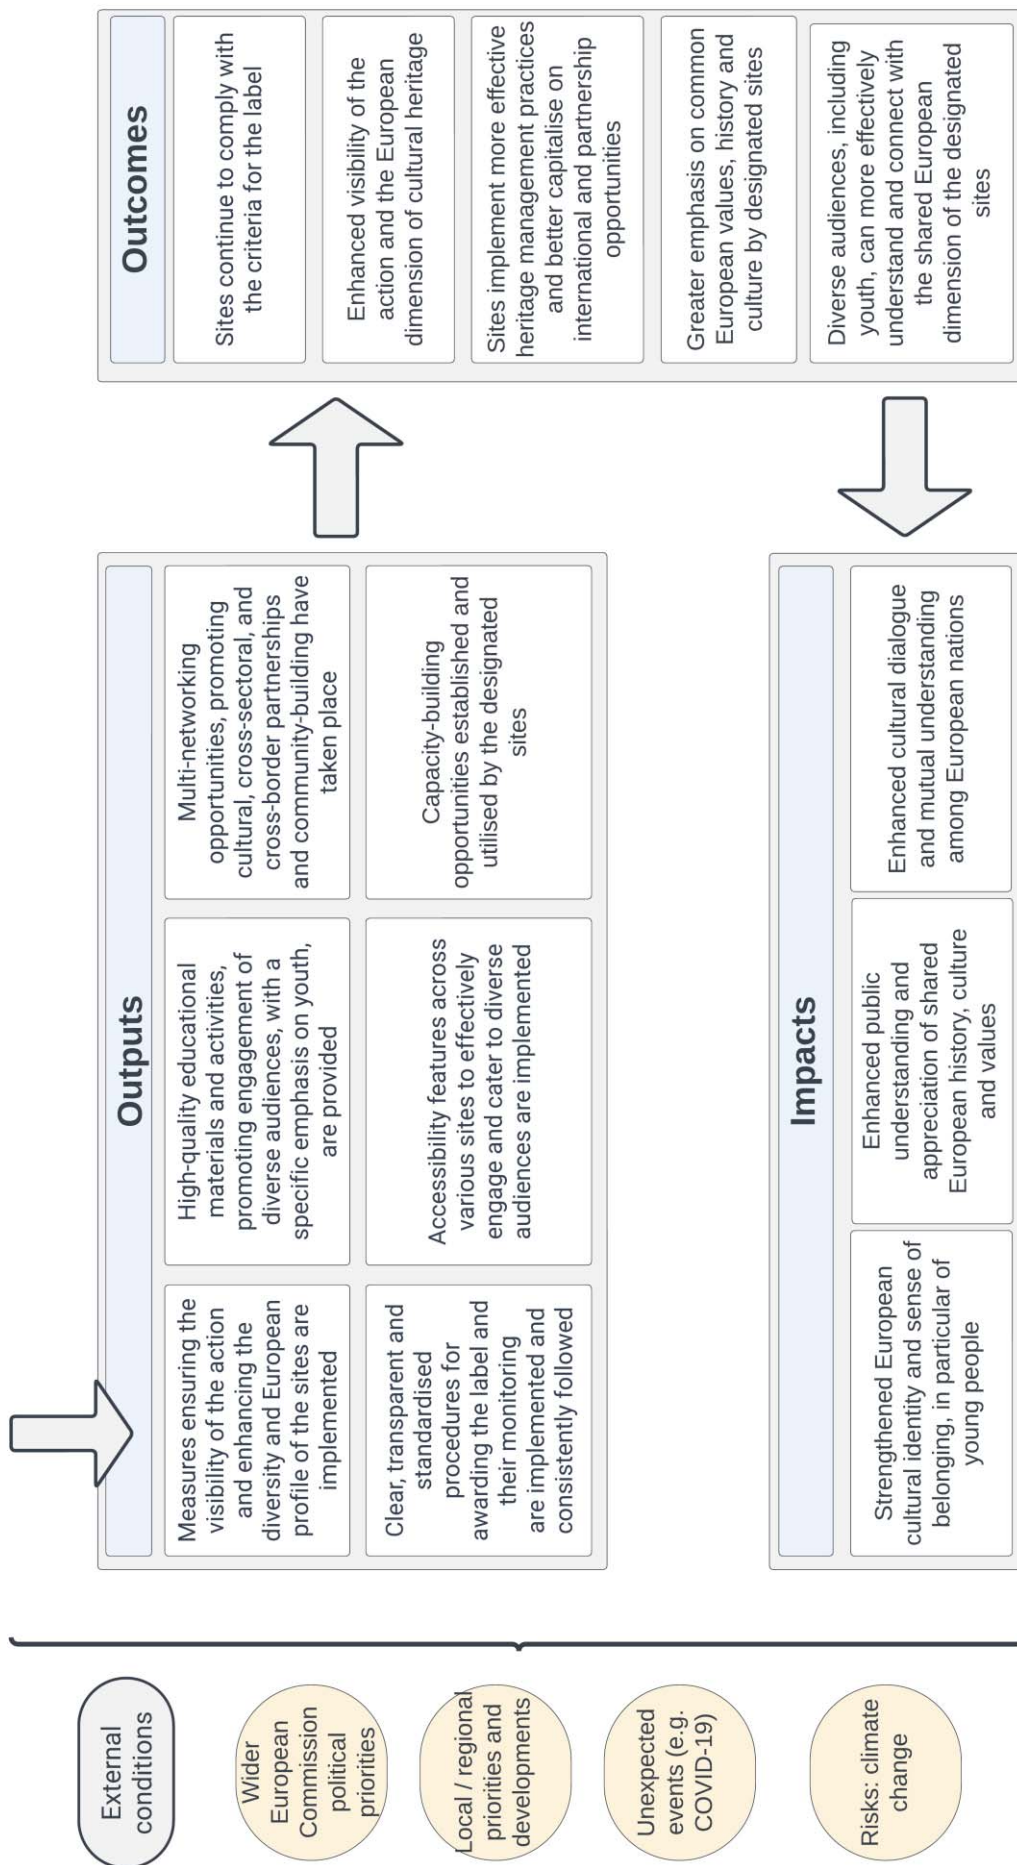 External
conditions
Wider
European
Commission
political
priorities
Local / regional
priorities and
developments
Unexpected
events (e.g.
COVID-19)
Risks: climate
change
Outputs
Measures ensuring the
visibility of the action
and enhancing the
diversity and European
profile of the sites are
implemented
High-quality educational
materials and activities,
promoting engagement of
diverse audiences, with a
specific emphasis on youth,
are provided
Multi-networking
opportunities, promoting
cultural, cross-sectoral, and
cross-border partnerships
and community-building have
taken place
Clear, transparent and
standardised
procedures for
awarding the label and
their monitoring
are implemented and
consistently followed
Accessibility features across
various sites to effectively
engage and cater to diverse
audiences are implemented
Capacity-building
opportunities established and
utilised by the designated
sites
Outcomes
Sites continue to comply with
the criteria for the label
Enhanced visibility of the
action and the European
dimension of cultural heritage
Sites implement more effective
heritage management practices
and better capitalise on
international and partnership
opportunities
Greater emphasis on common
European values, history and
culture by designated sites
Diverse audiences, including
youth, can more effectively
understand and connect with
the shared European
dimension of the designated
sites
Impacts
Strengthened European
cultural identity and sense of
belonging, in particular of
young people
Enhanced public
understanding and
appreciation of shared
European history, culture
and values
Enhanced cultural dialogue
and mutual understanding
among European nations